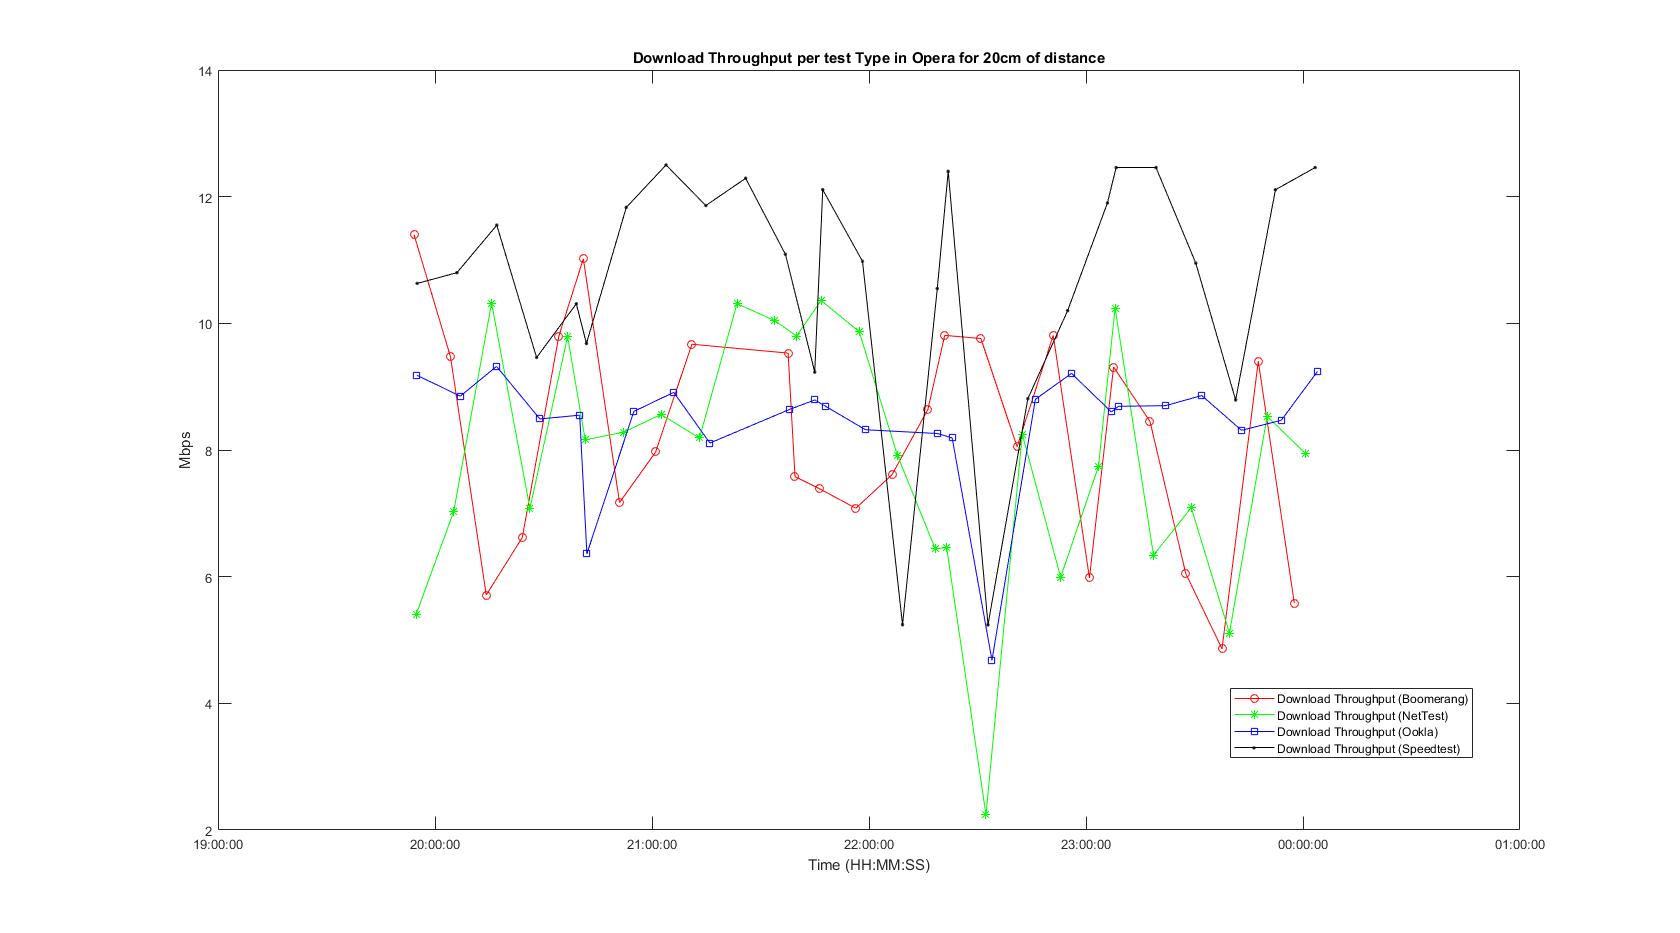 Download Throughput per test Type in Opera for 20cm of distance
14
12
10
8
6
4
2
Mbps
19:00:00 20:00:00 21:00:00 22:00:00 23:00:00 00:00:00 01:00:00
Time (HH:MM:SS)
Download Throughput (Boomerang)
Download Throughput (NetTest)
Download Throughput (Ookla)
Download Throughput (Speedtest)